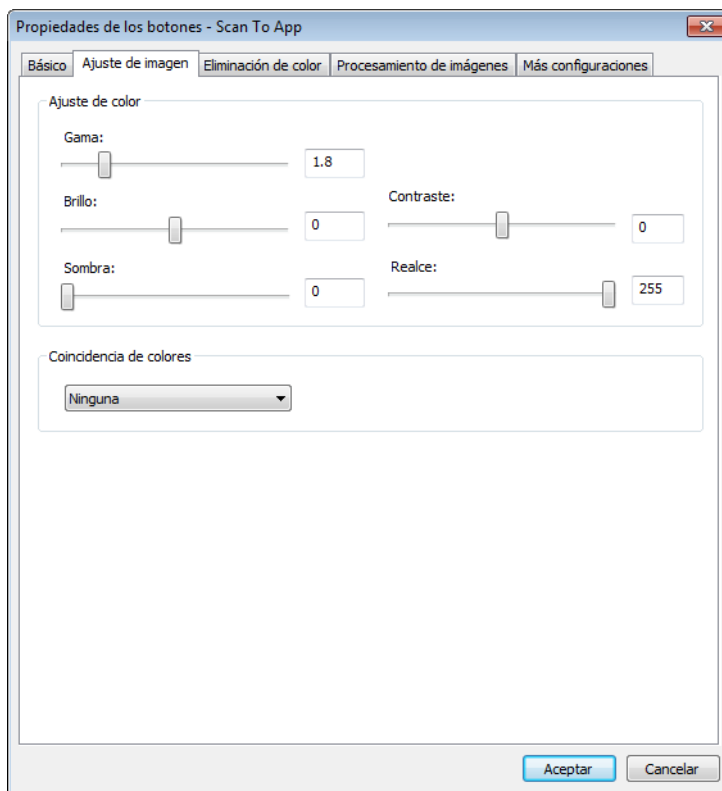 Propiedades de los botones - Scan To App
Básico Ajuste de imagen Eliminación de color Procesamiento de imágenes Más configuraciones
Ajuste de color
Gama:
1.8
Brillo:
0
Contraste:
0
Sombra:
0
Realce:
255
Coincidencia de colores
Ninguna
Aceptar Cancelar